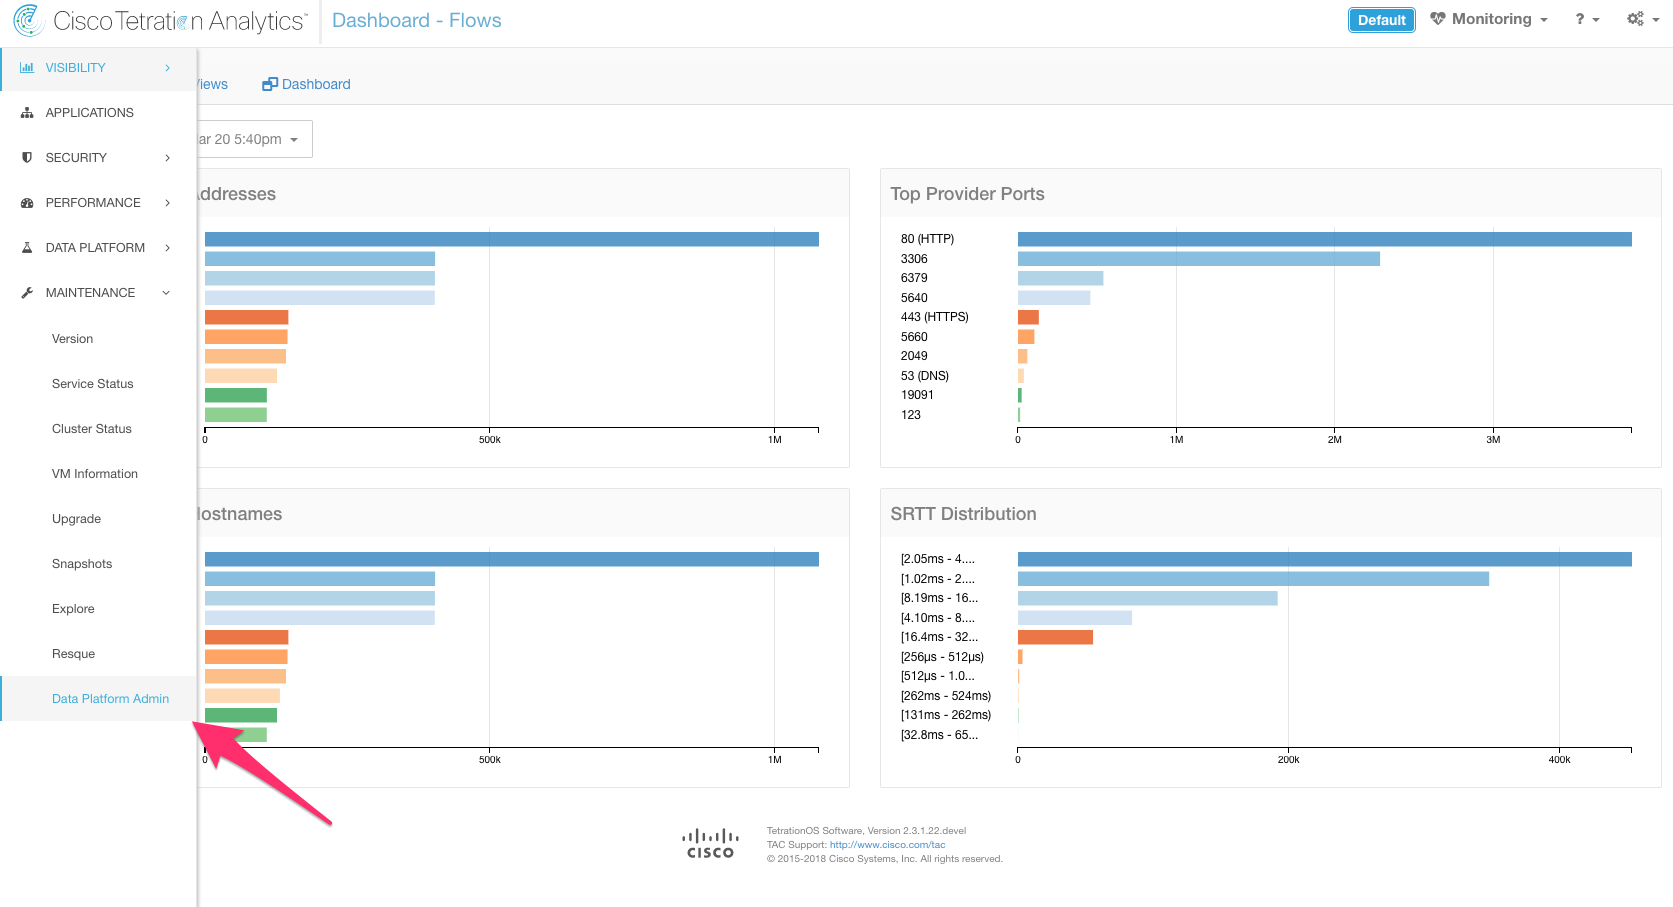 Cisco Tetration Analytics™
Dashboard - Flows
Default
Monitoring
?
VISIBILITY
APPLICATIONS
SECURITY
PERFORMANCE
DATA PLATFORM
MAINTENANCE
Version
Service Status
Cluster Status
VM Information
Upgrade
Snapshots
Explore
Resque
Data Platform Admin
iews
Dashboard
ar 20 5:40pm
ddresses
0 500k 1M
Top Provider Ports
80 (HTTP)
3306
6379
5640
443 (HTTPS)
5660
2049
53 (DNS)
19091
123
0 1M 2M 3M
ostnames
0 500k 1M
SRTT Distribution
[2.05ms - 4....
[1.02ms - 2....
[8.19ms - 16...
[4.10ms - 8....
[16.4ms - 32...
[256µs - 512µs)
[512µs - 1.0...
[262ms - 524ms)
[131ms - 262ms)
[32.8ms - 65...
0 200k 400k
CISCO
TetrationOS Software, Version 2.3.1.22.devel
TAC Support: http://www.cisco.com/tac
© 2015-2018 Cisco Systems, Inc. All rights reserved.